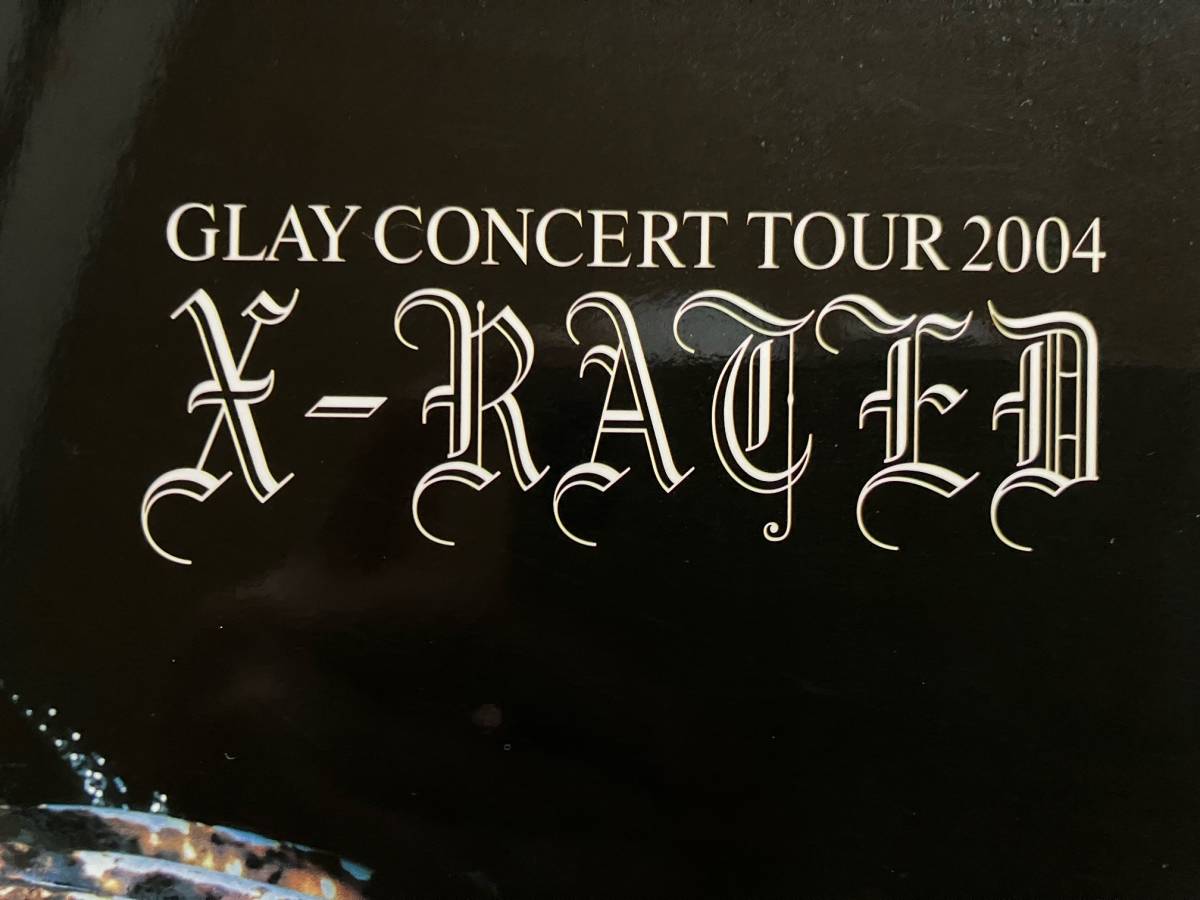 GLAY CONCERT TOUR 2004
X-RATED